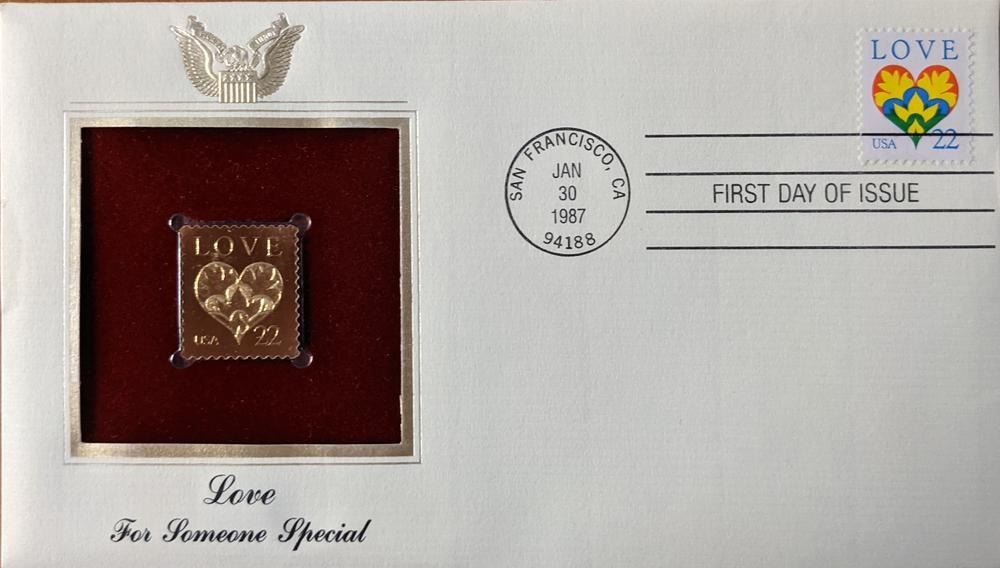 LOVE
USA 22
SAN FRANCISCO, CA
JAN
30
1987
94188
FIRST DAY OF ISSUE
LOVE
USA 22
Love
For Someone Special